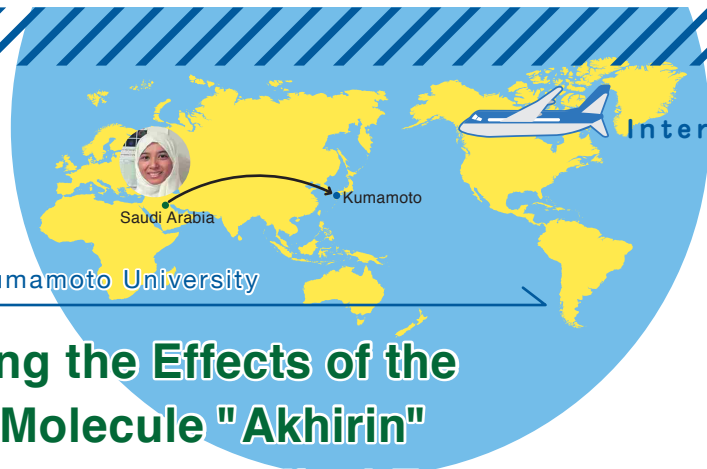 Inter
Kumamoto
Saudi Arabia
umamoto University
ng the Effects of the
Molecule "Akhirin"